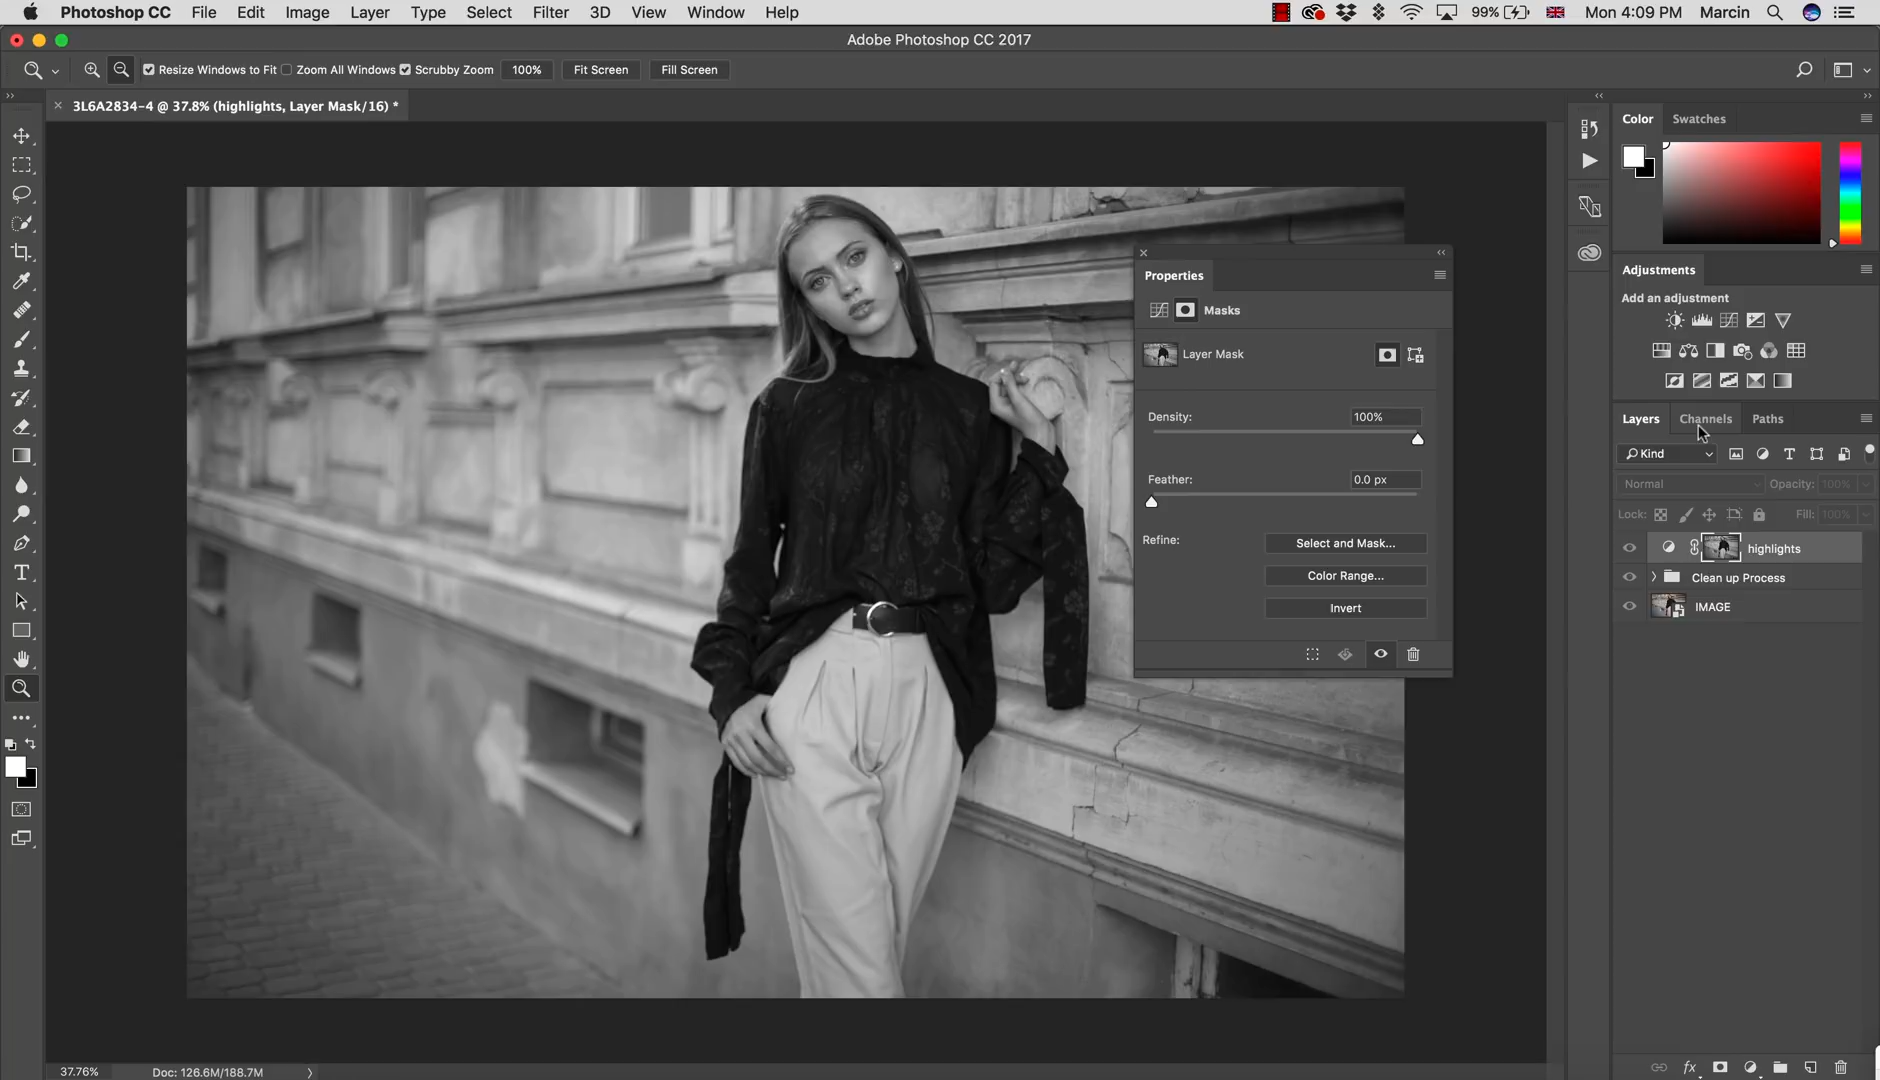 Photoshop CC File Edit Image Layer Type Select Filter 3D View Window Help 99% Mon 4:09 PM Marcin
Adobe Photoshop CC 2017
Resize Windows to Fit Zoom All Windows Scrubby Zoom 100% Fit Screen Fill Screen
3L6A2834-4 @ 37.8% (highlights, Layer Mask/16) *
Color Swatches
Properties
Masks
Layer Mask
Density: 100%
Feather: 0.0 px
Refine: Select and Mask...
Color Range...
Invert
Adjustments
Add an adjustment
Layers Channels Paths
Kind
Normal Opacity: 100%
Lock: Fill: 100%
highlights
Clean up Process
IMAGE
37.76% Doc: 126.6M/188.7M